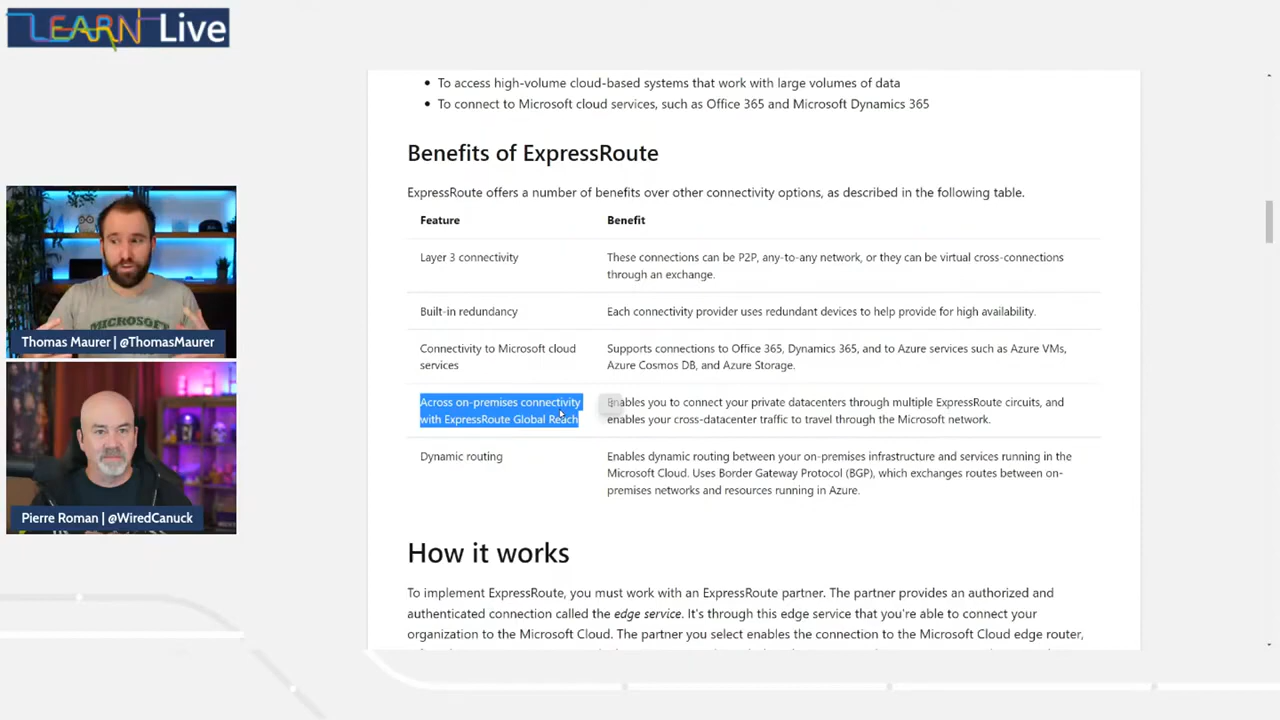 LEARN Live
• To access high-volume cloud-based systems that work with large volumes of data
• To connect to Microsoft cloud services, such as Office 365 and Microsoft Dynamics 365
Benefits of ExpressRoute
ExpressRoute offers a number of benefits over other connectivity options, as described in the following table.
Feature Benefit
Layer 3 connectivity
These connections can be P2P, any-to-any network, or they can be virtual cross-connections
through an exchange.
Built-in redundancy
Each connectivity provider uses redundant devices to help provide for high availability.
Connectivity to Microsoft cloud
services
Supports connections to Office 365, Dynamics 365, and to Azure services such as Azure VMs,
Azure Cosmos DB, and Azure Storage.
Across on-premises connectivity
with ExpressRoute Global Reach
Enables you to connect your private datacenters through multiple ExpressRoute circuits, and
enables your cross-datacenter traffic to travel through the Microsoft network.
Dynamic routing
Enables dynamic routing between your on-premises infrastructure and services running in the
Microsoft Cloud. Uses Border Gateway Protocol (BGP), which exchanges routes between on-
premises networks and resources running in Azure.
How it works
To implement ExpressRoute, you must work with an ExpressRoute partner. The partner provides an authorized and
authenticated connection called the edge service. It's through this edge service that you're able to connect your
organization to the Microsoft Cloud. The partner you select enables the connection to the Microsoft Cloud edge router,
MICROSOFT
Thomas Maurer | @ThomasMaurer
Pierre Roman | @WiredCanuck